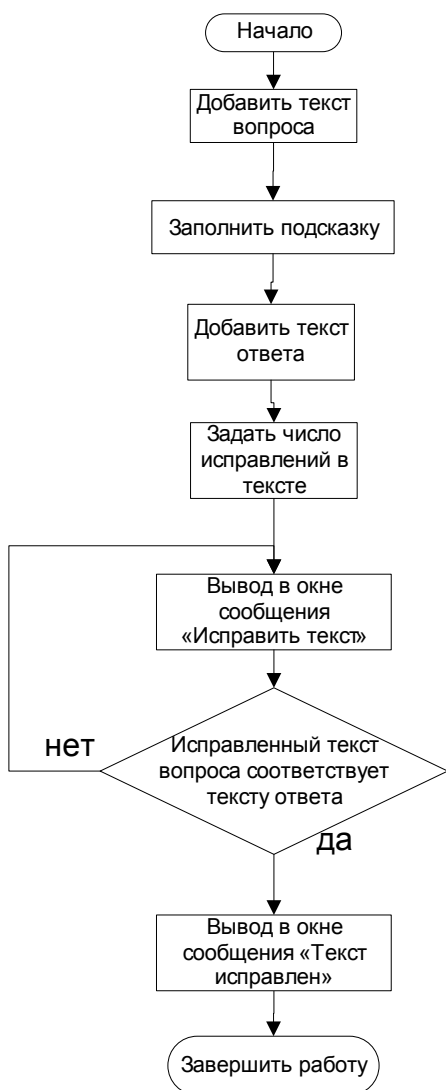 Начало
Добавить текст
вопроса
Заполнить подсказку
Добавить текст
ответа
Задать число
исправлений в
тексте
Вывод в окне
сообщения
«Исправить текст»
нет
Исправленный текст
вопроса соответствует
тексту ответа
да
Вывод в окне
сообщения «Текст
исправлен»
Завершить работу